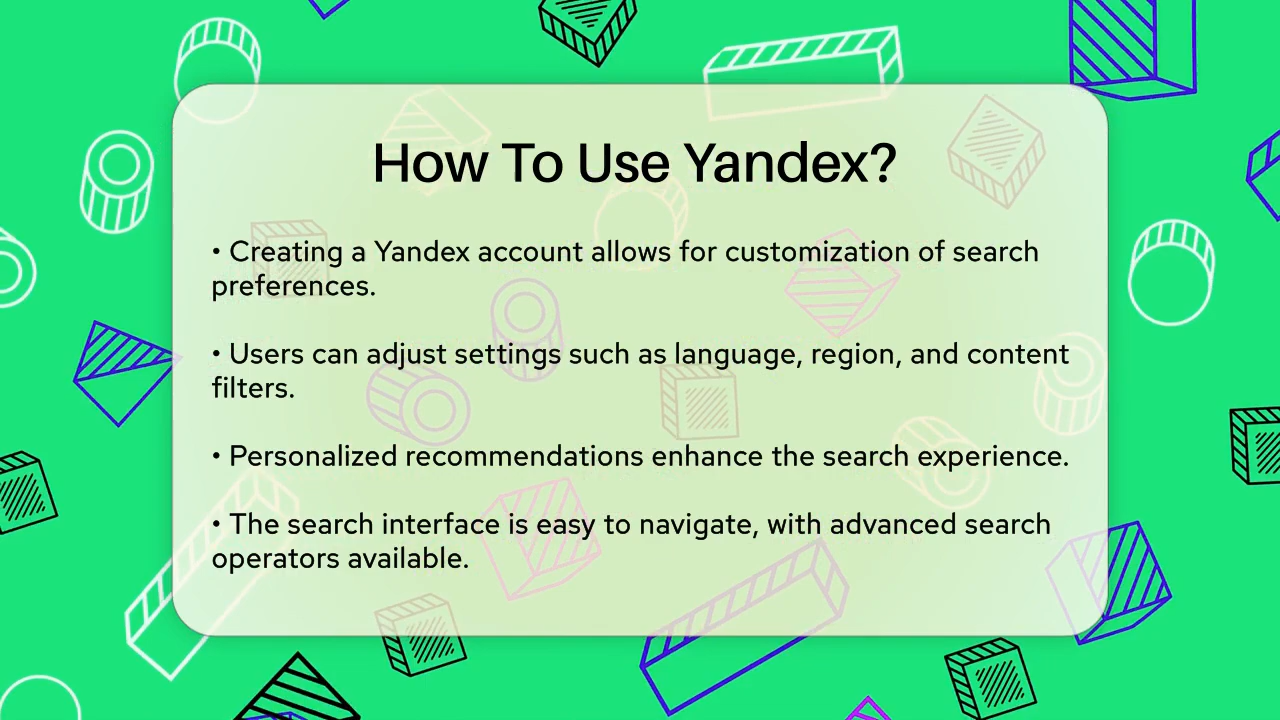 How To Use Yandex?
• Creating a Yandex account allows for customization of search
preferences.
• Users can adjust settings such as language, region, and content
filters.
• Personalized recommendations enhance the search experience.
• The search interface is easy to navigate, with advanced search
operators available.